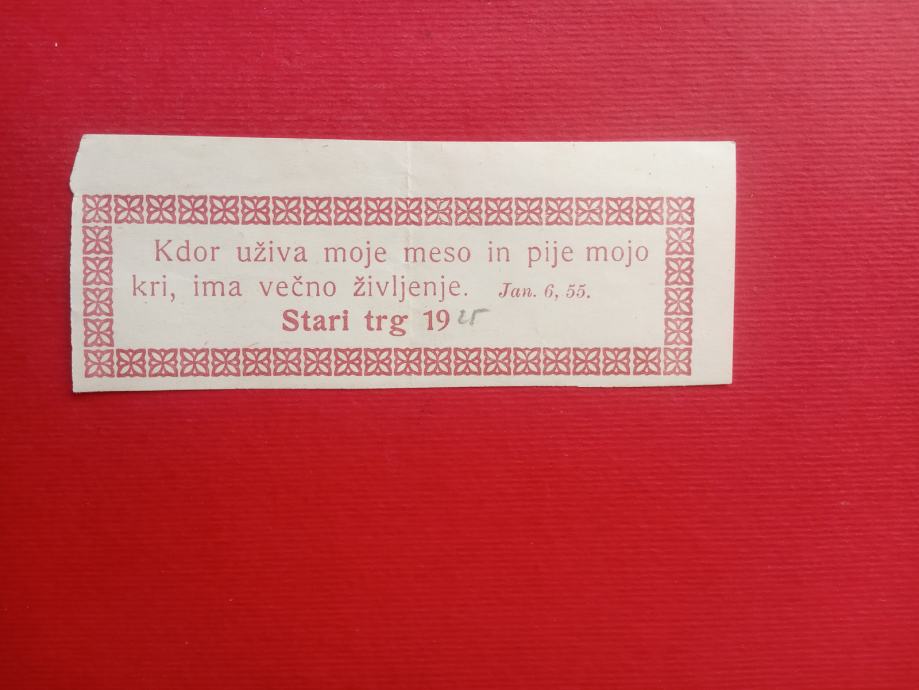 Kdor uživa moje meso in pije mojo
kri, ima večno življenje. Jan. 6, 55.
Stari trg 1925